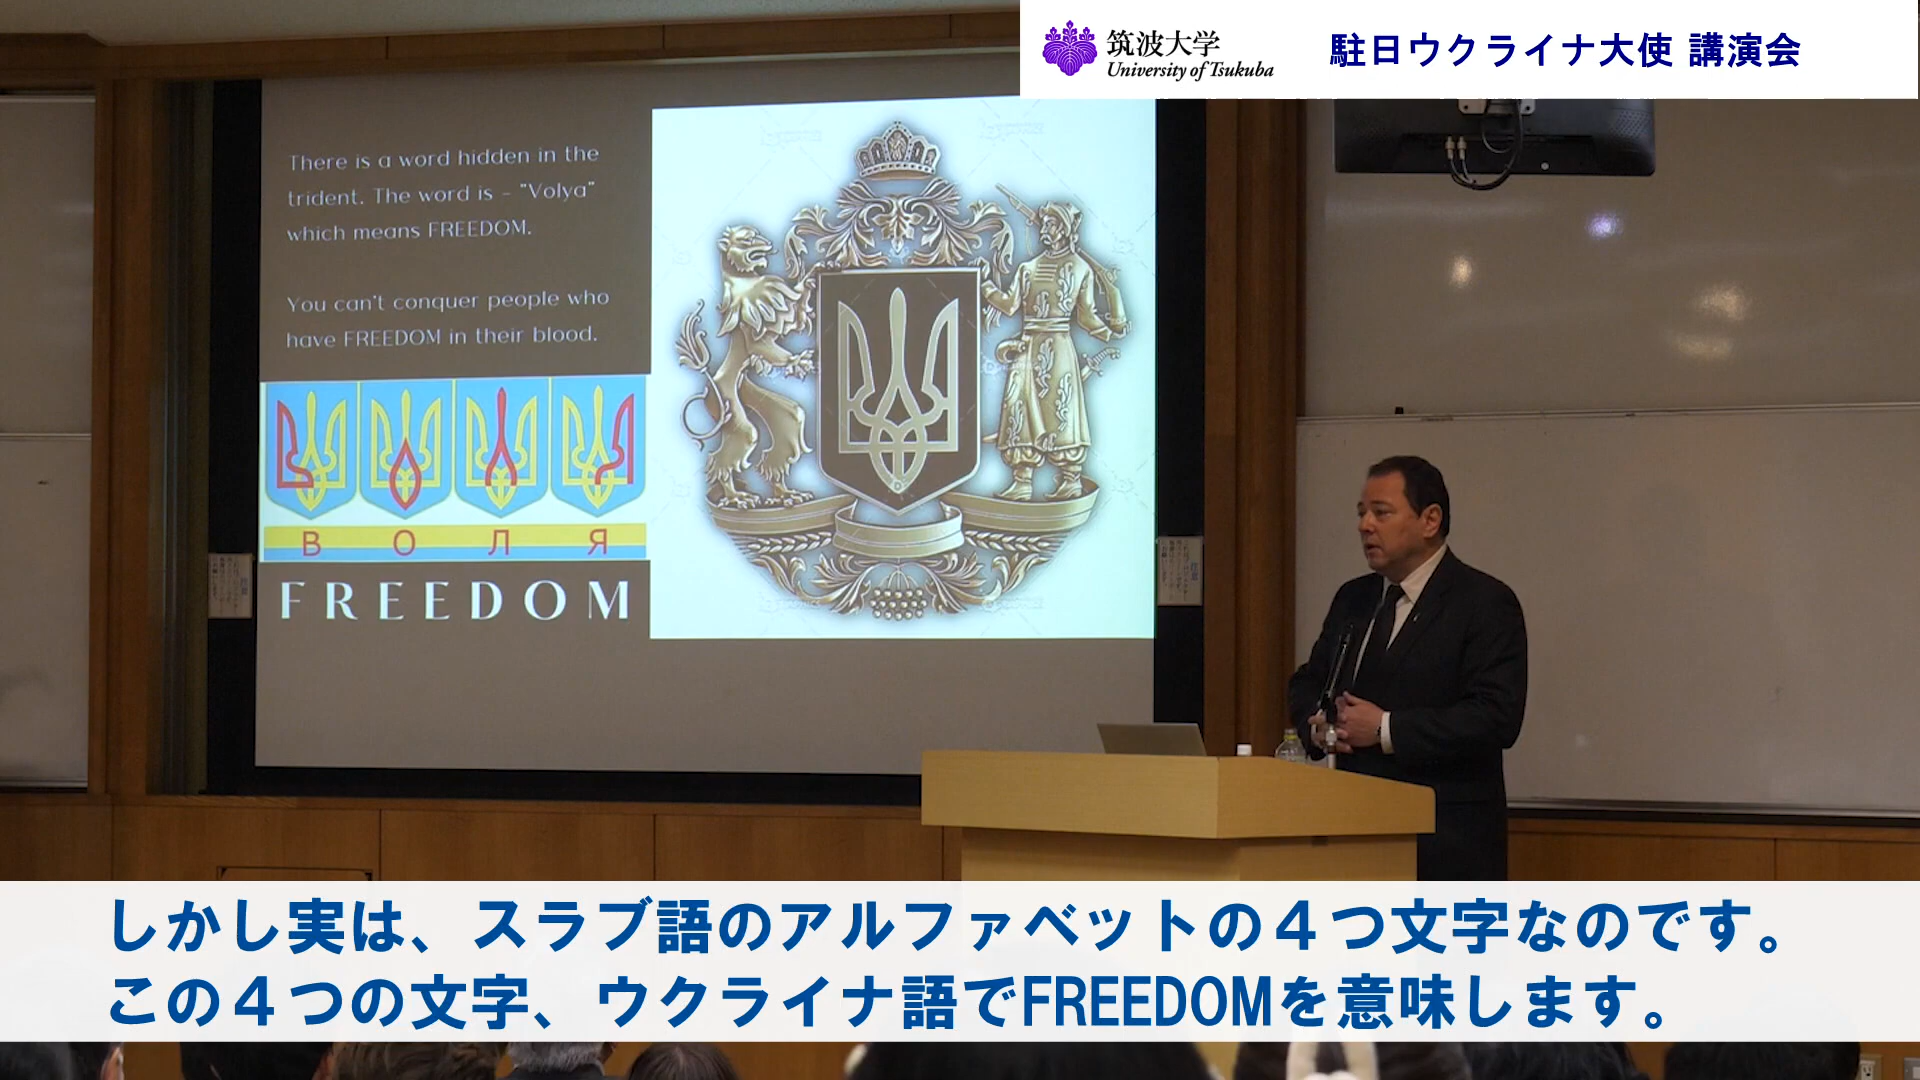 筑波大学
University of Tsukuba
駐日ウクライナ大使 講演会
There is a word hidden in the
trident. The word is – "Volya"
which means FREEDOM.
You can't conquer people who
have FREEDOM in their blood.
В О Л Я
FREEDOM
しかし実は、スラブ語のアルファベットの４つ文字なのです。
この４つの文字、ウクライナ語でFREEDOMを意味します。